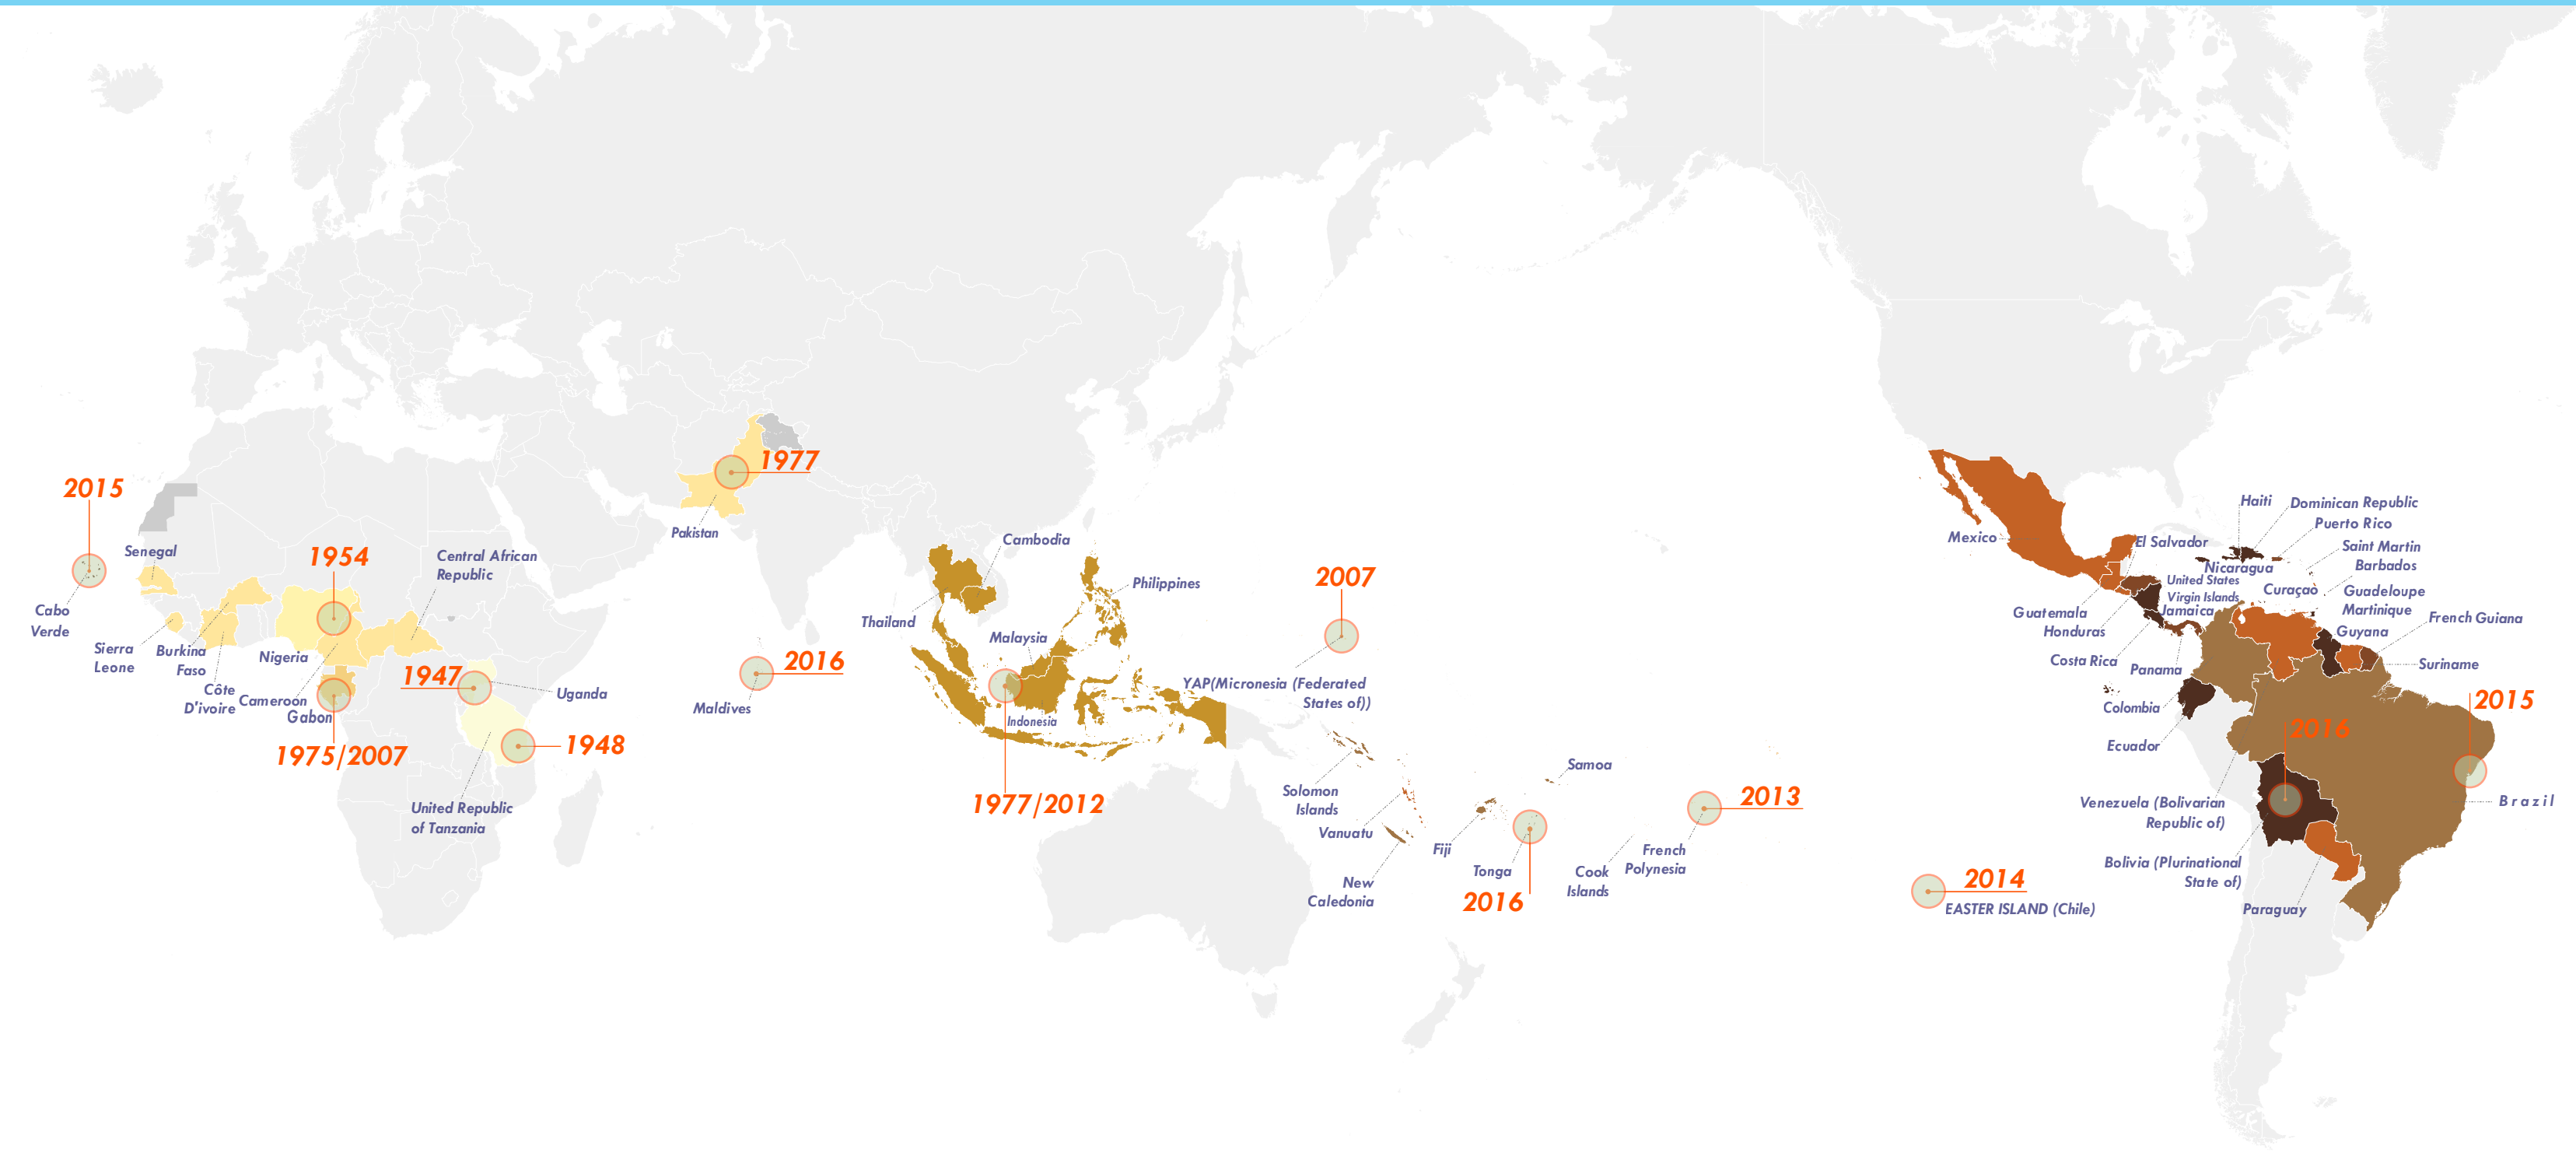 2015
Senegal
Cabo
Verde
Sierra
Leone
Burkina
Faso
Côte
D'ivoire
1954
Nigeria
Cameroon
Gabon
1975/2007
Central African
Republic
1947
Uganda
1948
United Republic
of Tanzania
1977
Pakistan
2016
Maldives
Cambodia
Thailand
Malaysia
Philippines
Indonesia
1977/2012
2007
YAP(Micronesia (Federated
States of))
Solomon
Islands
Vanuatu
New
Caledonia
Samoa
Fiji
Tonga
2016
Cook
Islands
French
Polynesia
2013
2014
EASTER ISLAND (Chile)
Mexico
Haiti
Dominican Republic
Puerto Rico
El Salvador
Saint Martin
Barbados
Nicaragua
United States
Virgin Islands
Curaçao
Guadeloupe
Martinique
Jamaica
Guatemala
Honduras
French Guiana
Guyana
Costa Rica
Panama
Suriname
Colombia
Ecuador
2015
2016
Venezuela (Bolivarian
Republic of)
Brazil
Bolivia (Plurinational
State of)
Paraguay